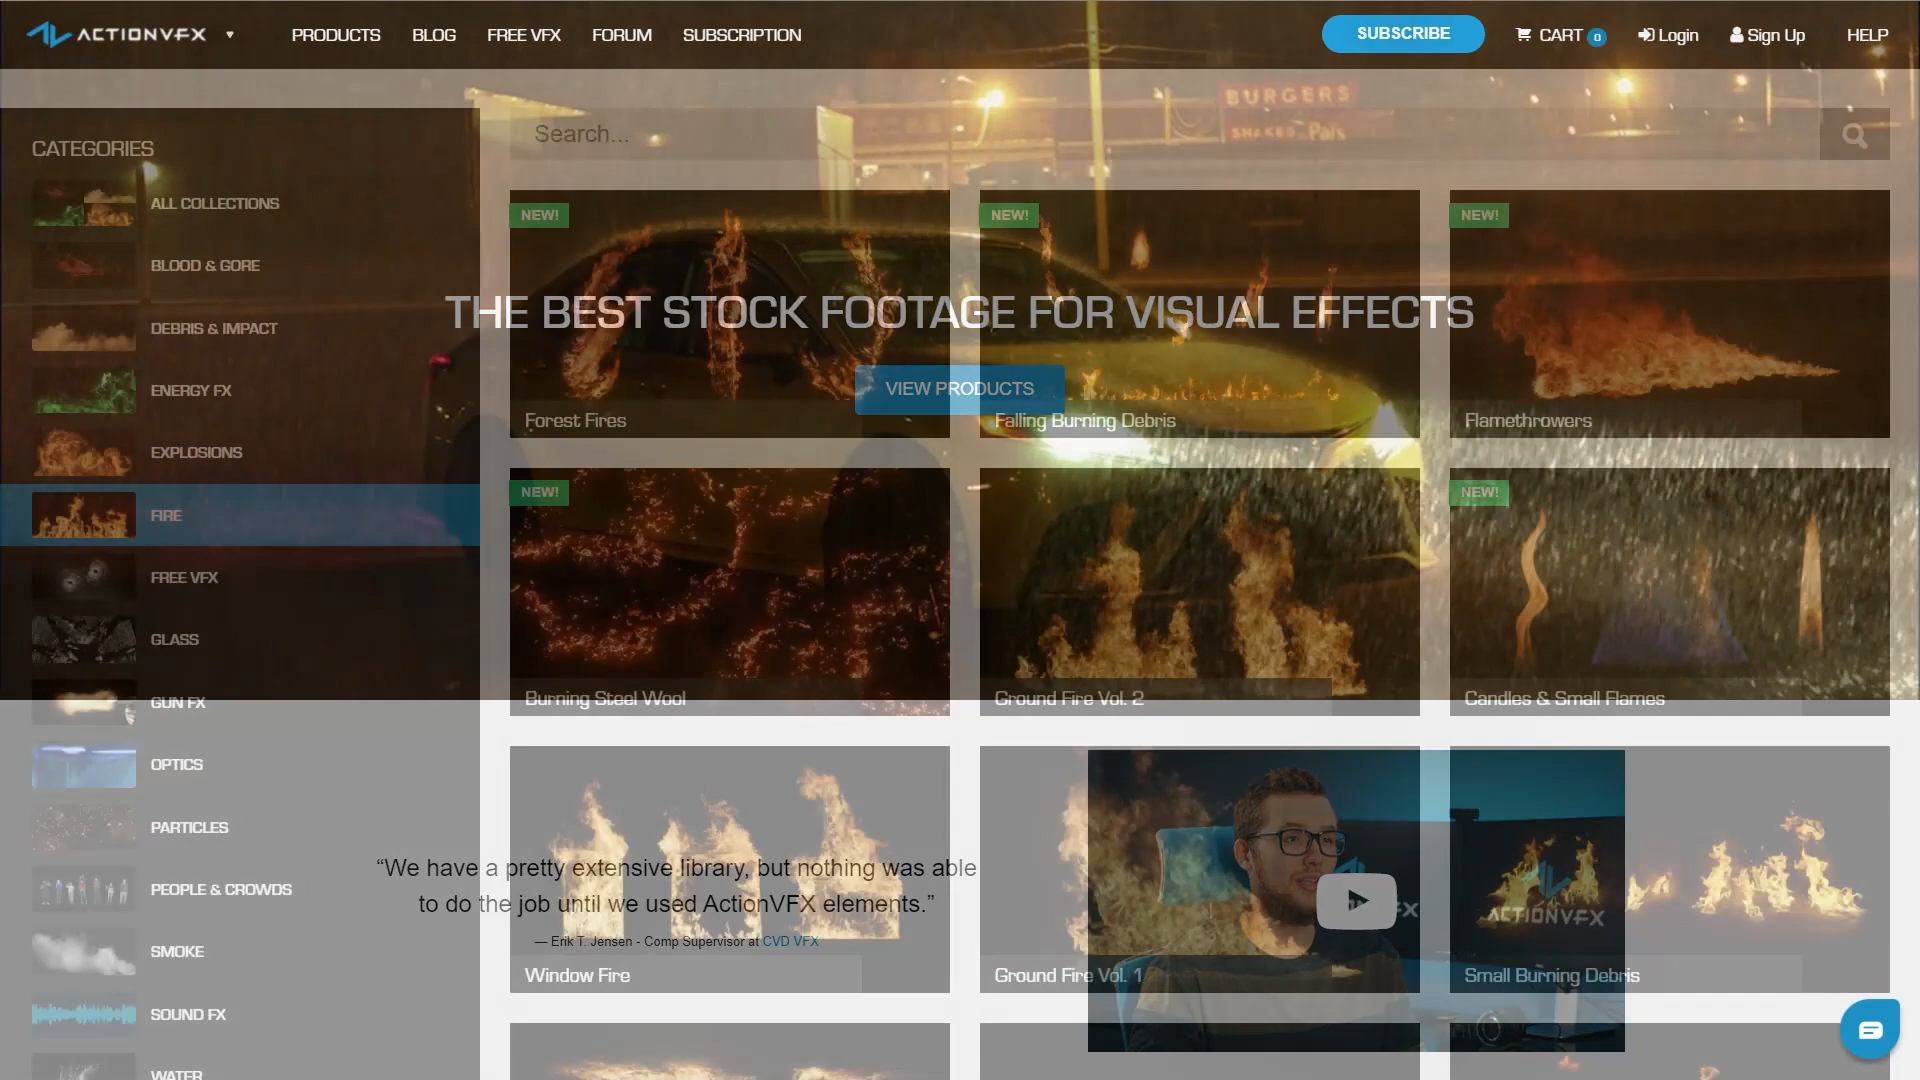 ACTIONVFX
PRODUCTS
BLOG
FREE VFX
FORUM
SUBSCRIPTION
SUBSCRIBE
CART 0
Login
Sign Up
HELP
BURGERS
SHAKES Pals
Search...
CATEGORIES
ALL COLLECTIONS
BLOOD & GORE
DEBRIS & IMPACT
ENERGY FX
EXPLOSIONS
FIRE
FREE VFX
GLASS
GUN FX
OPTICS
PARTICLES
PEOPLE & CROWDS
SMOKE
SOUND FX
WATER
NEW!
NEW!
NEW!
THE BEST STOCK FOOTAGE FOR VISUAL EFFECTS
VIEW PRODUCTS
Forest Fires
Falling Burning Debris
Flamethrowers
NEW!
NEW!
Burning Steel Wool
Ground Fire Vol. 2
Candles & Small Flames
“We have a pretty extensive library, but nothing was able
to do the job until we used ActionVFX elements.”
— Erik T. Jensen - Comp Supervisor at CVD VFX
ACTIONVFX
Window Fire
Ground Fire Vol. 1
Small Burning Debris